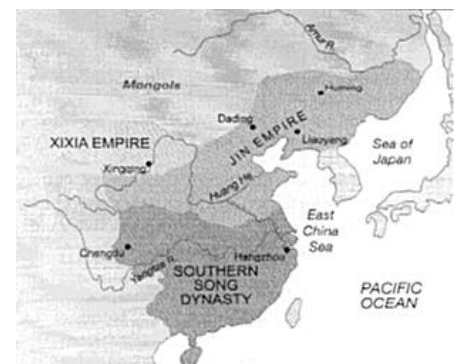 Amur R.
Mongols
Huining
Dading
JIN EMPIRE
Liaoyang
XIXIA EMPIRE
Sea of
Japan
Xingqing
Huang He
East
China
Sea
Chengdu
Hangzhou
Yangtze R.
SOUTHERN
SONG
DYNASTY
PACIFIC
OCEAN